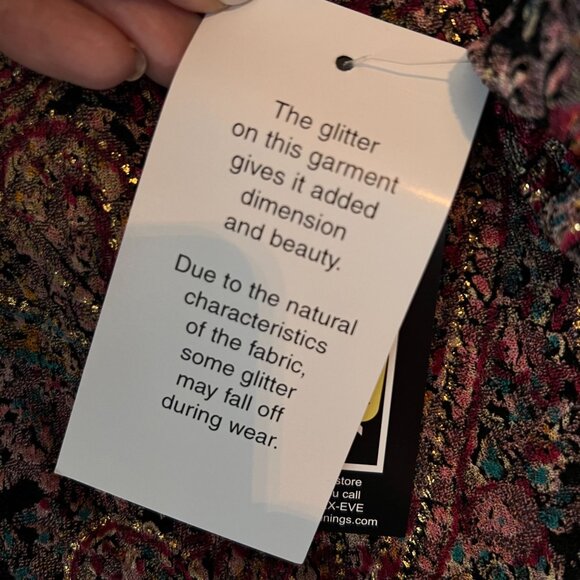 The glitter
on this garment
gives it added
dimension
and beauty.
Due to the natural
characteristics
of the fabric,
some glitter
may fall off
during wear.
store
call
X-EVE
nings.com